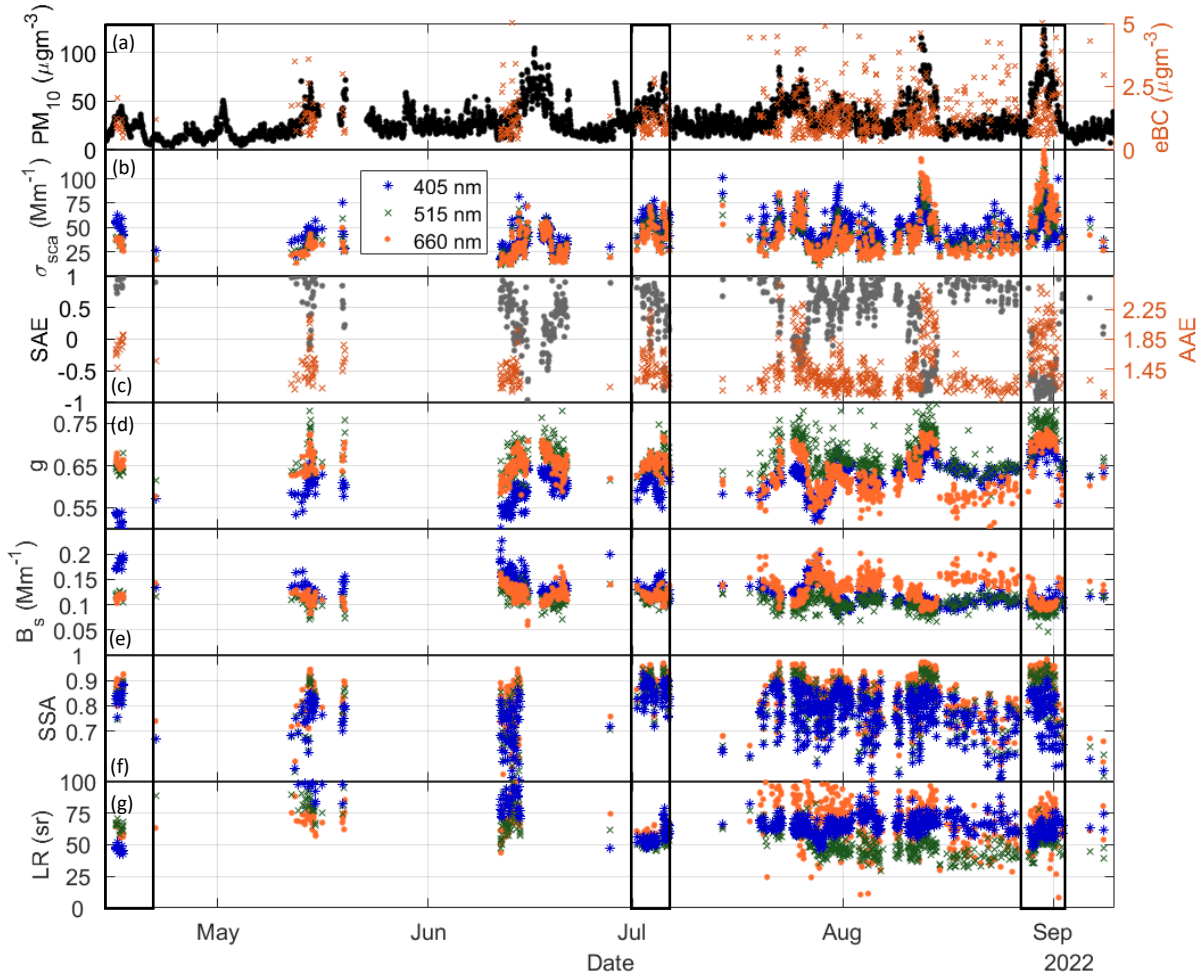 (a)
PM10 (μgm-3)
100
50
0
5
2.5
0
eBC (μgm-3)
(b)
σsca (Mm-1)
100
75
50
25
405 nm
515 nm
660 nm
(c)
SAE
1
0.5
0
-0.5
-1
2.25
1.85
1.45
AAE
(d)
g
0.75
0.65
0.55
(e)
Bs (Mm-1)
0.2
0.15
0.1
0.05
(f)
SSA
1
0.9
0.8
0.7
(g)
LR (sr)
100
75
50
25
0
May
Jun
Jul
Aug
Sep
Date
2022